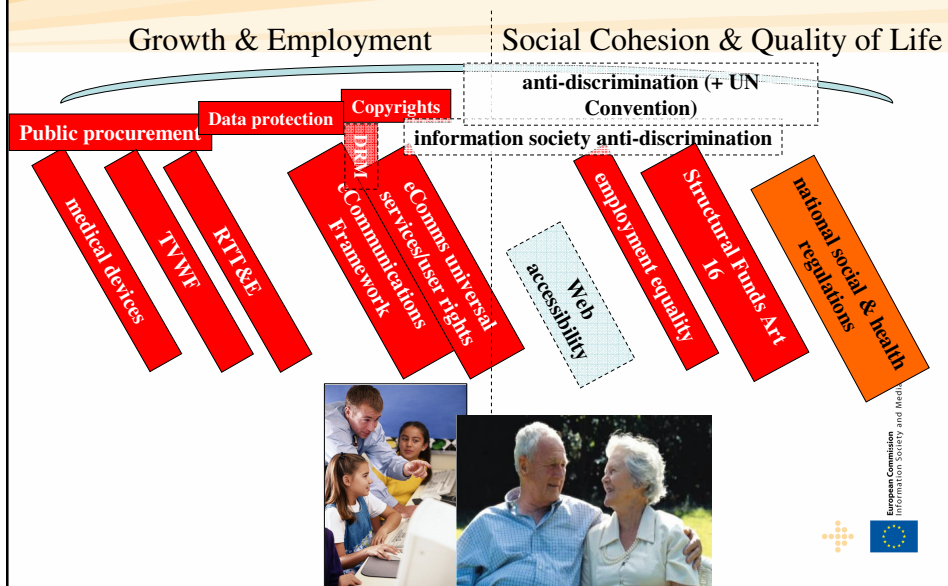 Growth & Employment
Social Cohesion & Quality of Life
anti-discrimination (+ UN
Convention)
Copyrights
Data protection
Public procurement
information society anti-discrimination
DRM
medical devices
TVWF
RTT&E
eCommunications
Framework
eComms universal
services/user rights
Web
accessibility
employment equality
Structural Funds Art
16
national social & health
regulations
European Commission
Information Society and Media